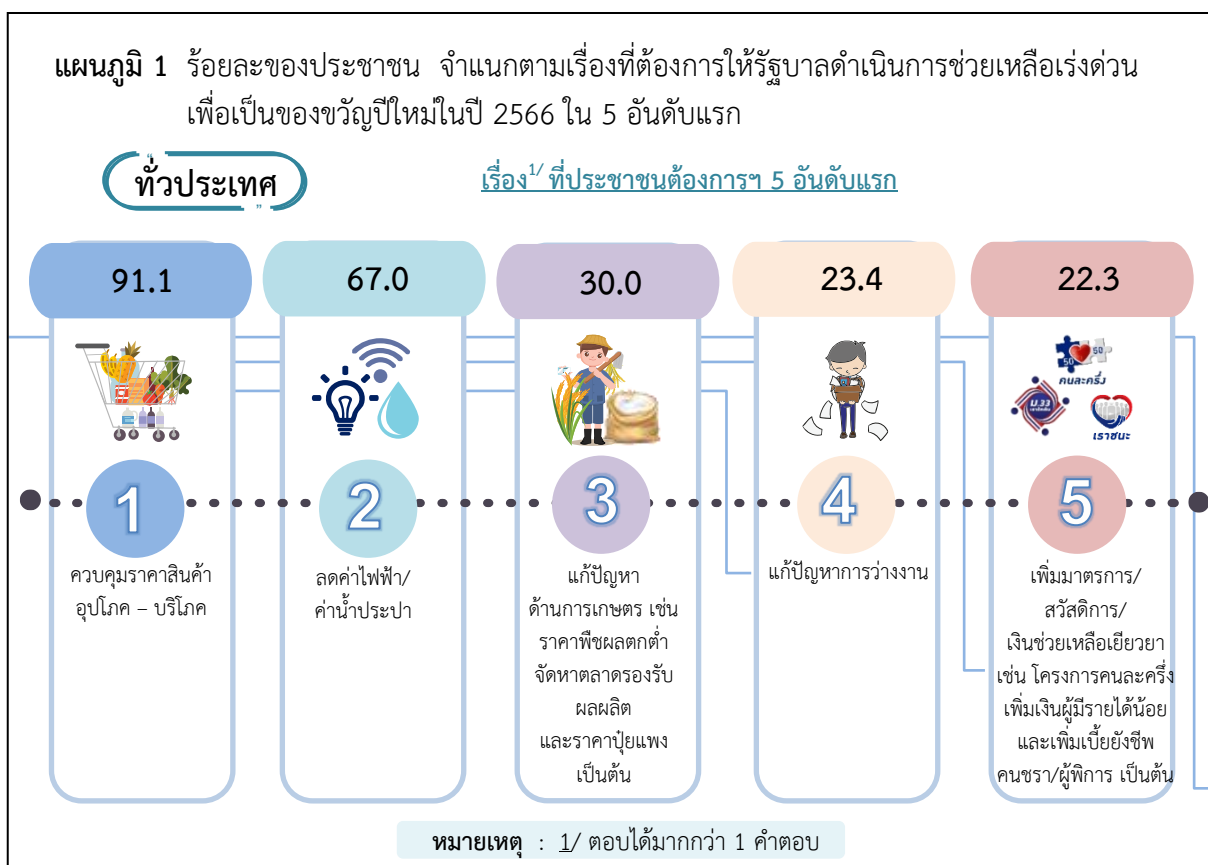 แผนภูมิ 1 ร้อยละของประชาชน จำแนกตามเรื่องที่ต้องการให้รัฐบาลดำเนินการช่วยเหลือเร่งด่วน
เพื่อเป็นของขวัญปีใหม่ในปี 2566 ใน 5 อันดับแรก
“
ทั่วประเทศ
”
เรื่อง1/ ที่ประชาชนต้องการฯ 5 อันดับแรก
91.1
67.0
30.0
23.4
22.3
50 50
คนละครึ่ง
ม.33
เรารักกัน
เราชนะ
1
2
3
4
5
ควบคุมราคาสินค้า
อุปโภค – บริโภค
ลดค่าไฟฟ้า/
ค่าน้ำประปา
แก้ปัญหา
ด้านการเกษตร เช่น
ราคาพืชผลตกต่ำ
จัดหาตลาดรองรับ
ผลผลิต
และราคาปุ๋ยแพง
เป็นต้น
แก้ปัญหาการว่างงาน
เพิ่มมาตรการ/
สวัสดิการ/
เงินช่วยเหลือเยียวยา
เช่น โครงการคนละครึ่ง
เพิ่มเงินผู้มีรายได้น้อย
และเพิ่มเบี้ยยังชีพ
คนชรา/ผู้พิการ เป็นต้น
หมายเหตุ : 1/ ตอบได้มากกว่า 1 คำตอบ